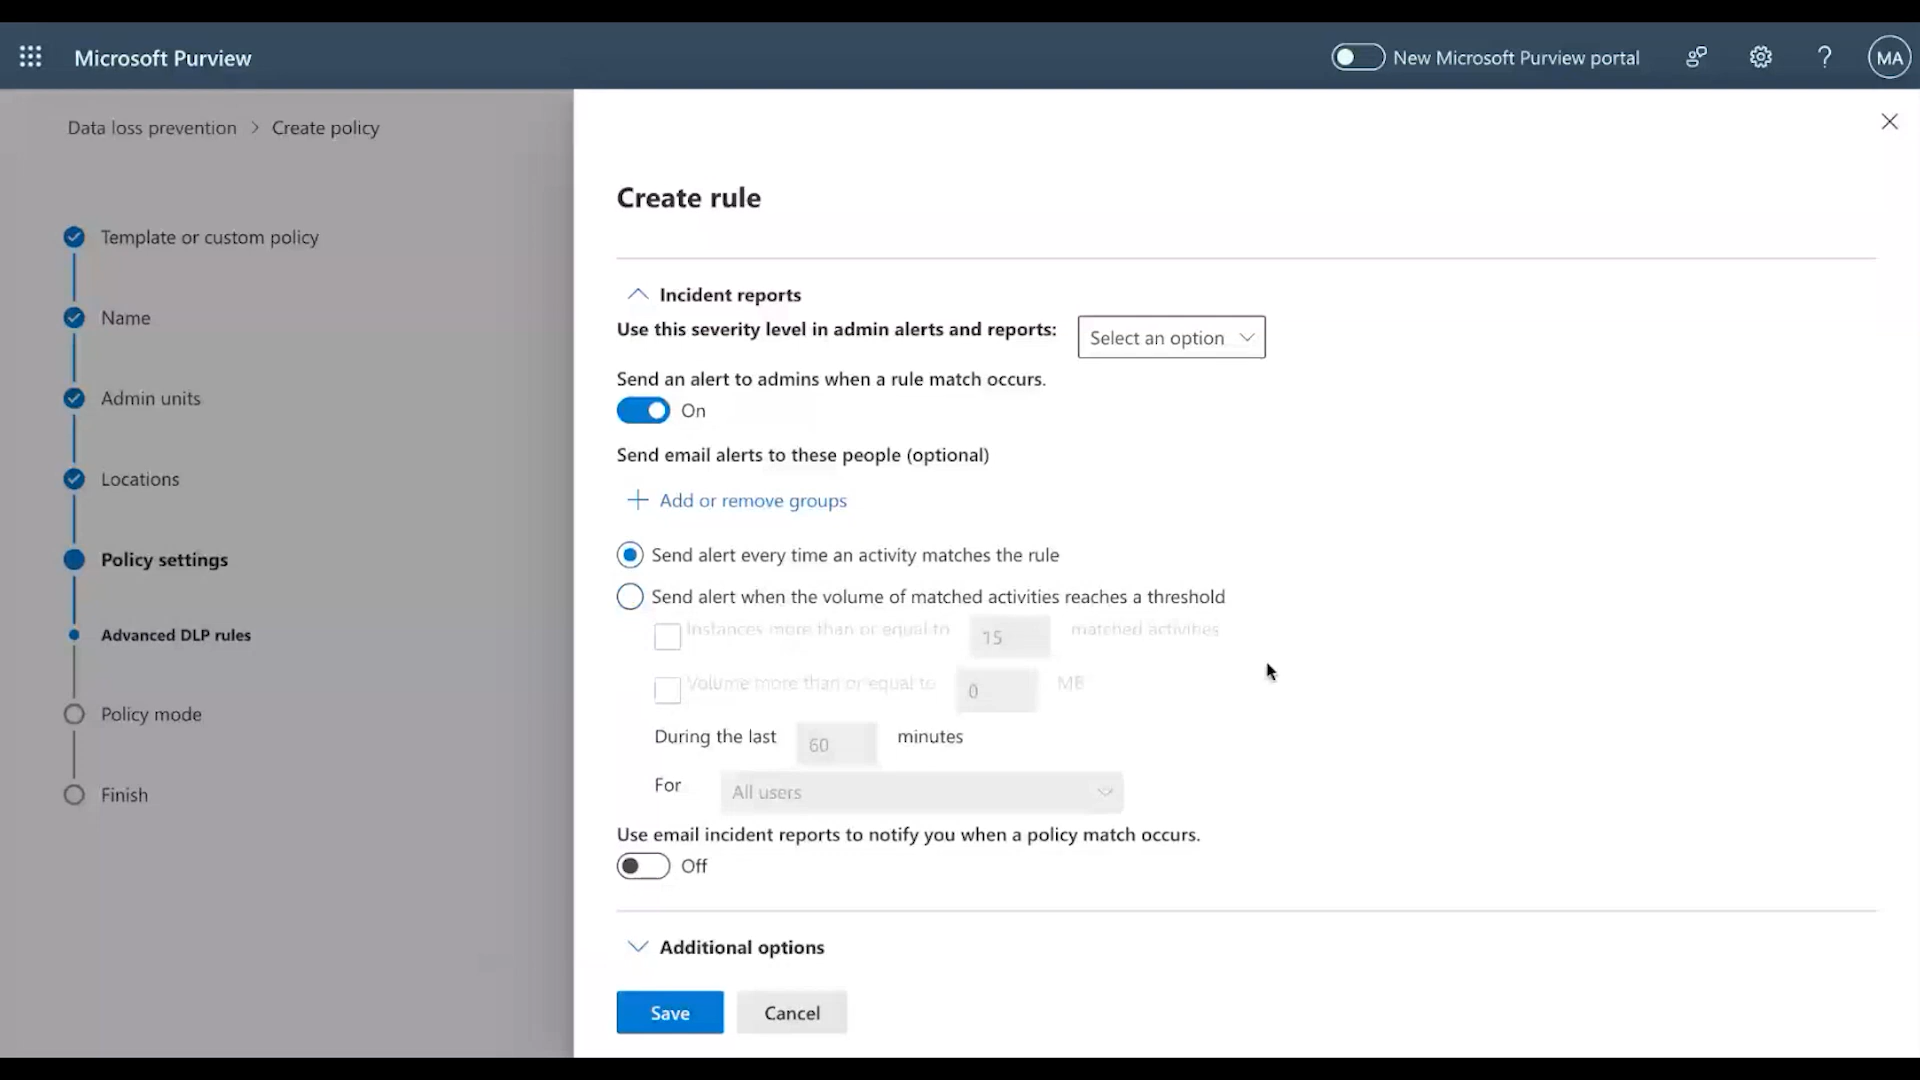 Microsoft Purview
New Microsoft Purview portal
?
MA
Data loss prevention > Create policy
Template or custom policy
Name
Admin units
Locations
Policy settings
Advanced DLP rules
Policy mode
Finish
Create rule
Incident reports
Use this severity level in admin alerts and reports: Select an option
Send an alert to admins when a rule match occurs.
On
Send email alerts to these people (optional)
+ Add or remove groups
Send alert every time an activity matches the rule
Send alert when the volume of matched activities reaches a threshold
Instances more than or equal to 15 matched activities
Volume more than or equal to 0 MB
During the last 60 minutes
For All users
Use email incident reports to notify you when a policy match occurs.
Off
Additional options
Save Cancel